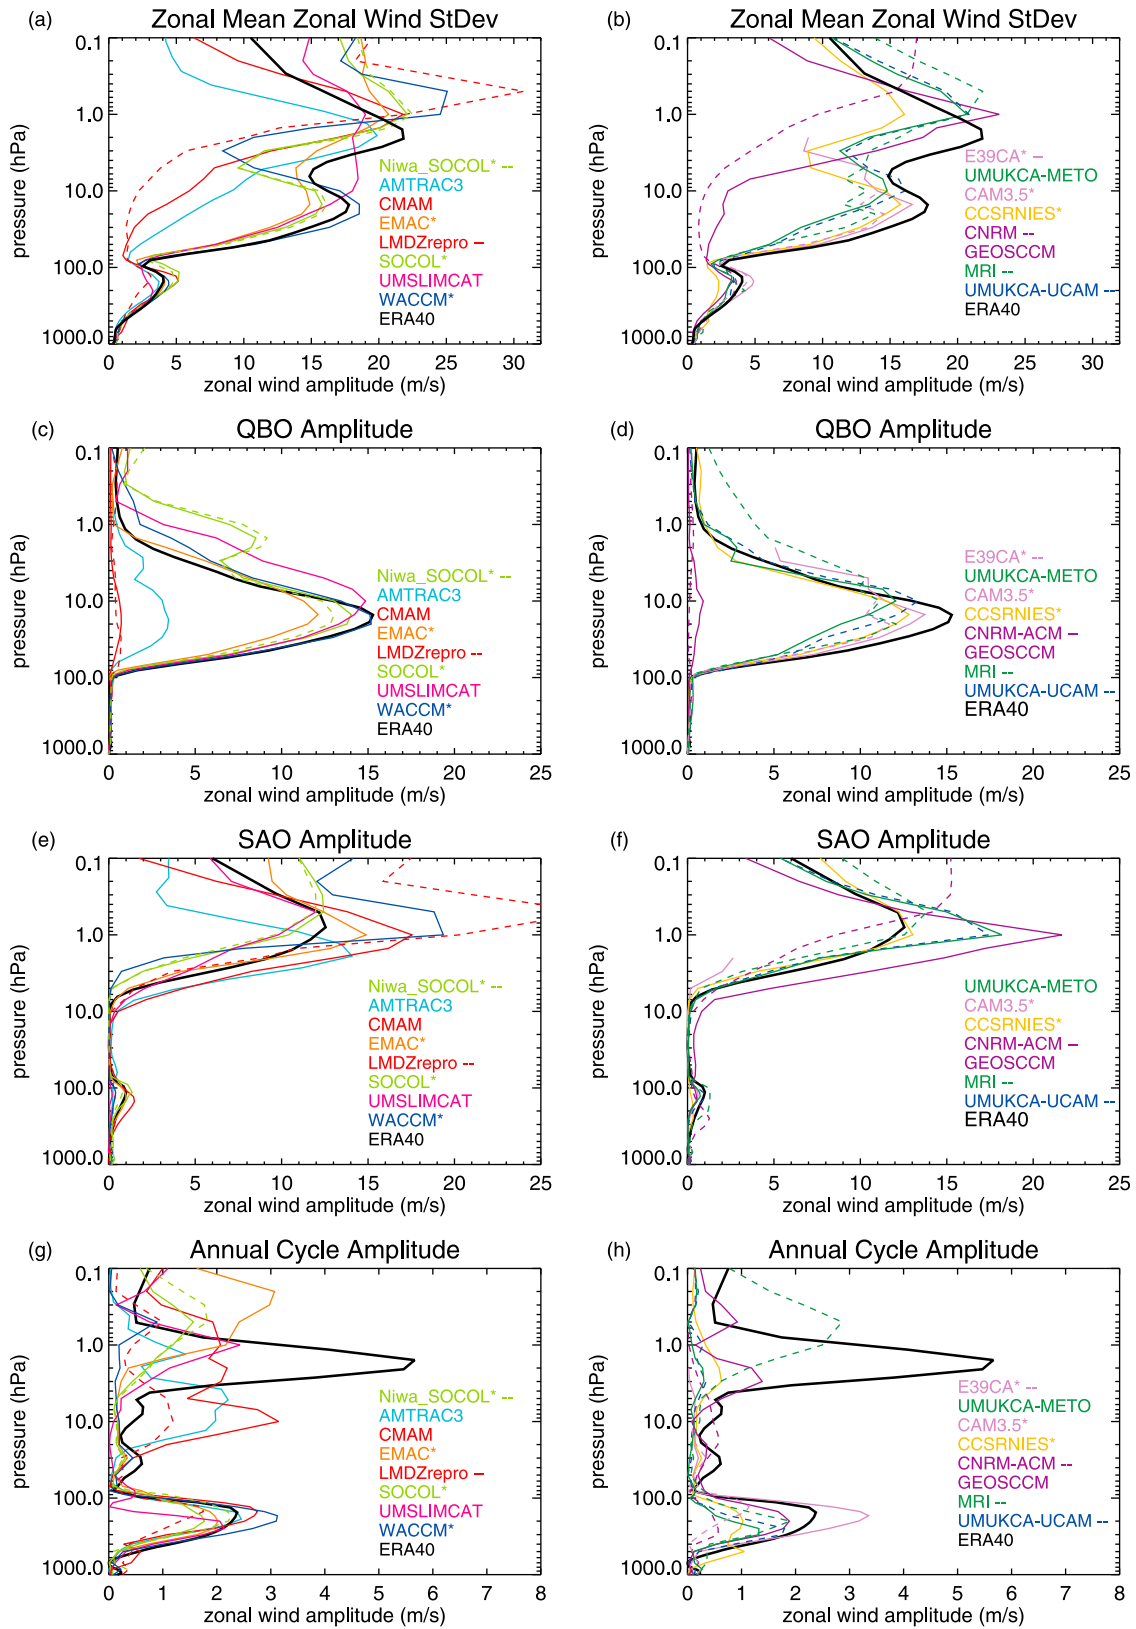 (a) Zonal Mean Zonal Wind StDev
pressure (hPa)
0.1
1.0
10.0
100.0
1000.0
Niwa_SOCOL* --
AMTRAC3
CMAM
EMAC*
LMDZrepro –
SOCOL*
UMSLIMCAT
WACCM*
ERA40
0 5 10 15 20 25 30
zonal wind amplitude (m/s)
(b) Zonal Mean Zonal Wind StDev
pressure (hPa)
0.1
1.0
10.0
100.0
1000.0
E39CA* –
UMUKCA-METO
CAM3.5*
CCSRNIES*
CNRM --
GEOSCCM
MRI --
UMUKCA-UCAM --
ERA40
0 5 10 15 20 25 30
zonal wind amplitude (m/s)
(c) QBO Amplitude
pressure (hPa)
0.1
1.0
10.0
100.0
1000.0
Niwa_SOCOL* --
AMTRAC3
CMAM
EMAC*
LMDZrepro --
SOCOL*
UMSLIMCAT
WACCM*
ERA40
0 5 10 15 20 25
zonal wind amplitude (m/s)
(d) QBO Amplitude
pressure (hPa)
0.1
1.0
10.0
100.0
1000.0
E39CA* --
UMUKCA-METO
CAM3.5*
CCSRNIES*
CNRM-ACM –
GEOSCCM
MRI --
UMUKCA-UCAM --
ERA40
0 5 10 15 20 25
zonal wind amplitude (m/s)
(e) SAO Amplitude
pressure (hPa)
0.1
1.0
10.0
100.0
1000.0
Niwa_SOCOL* --
AMTRAC3
CMAM
EMAC*
LMDZrepro --
SOCOL*
UMSLIMCAT
WACCM*
ERA40
0 5 10 15 20 25
zonal wind amplitude (m/s)
(f) SAO Amplitude
pressure (hPa)
0.1
1.0
10.0
100.0
1000.0
UMUKCA-METO
CAM3.5*
CCSRNIES*
CNRM-ACM –
GEOSCCM
MRI --
UMUKCA-UCAM --
ERA40
0 5 10 15 20 25
zonal wind amplitude (m/s)
(g) Annual Cycle Amplitude
pressure (hPa)
0.1
1.0
10.0
100.0
1000.0
Niwa_SOCOL* --
AMTRAC3
CMAM
EMAC*
LMDZrepro –
SOCOL*
UMSLIMCAT
WACCM*
ERA40
0 1 2 3 4 5 6 7 8
zonal wind amplitude (m/s)
(h) Annual Cycle Amplitude
pressure (hPa)
0.1
1.0
10.0
100.0
1000.0
E39CA* --
UMUKCA-METO
CAM3.5*
CCSRNIES*
CNRM-ACM --
GEOSCCM
MRI --
UMUKCA-UCAM --
ERA40
0 1 2 3 4 5 6 7 8
zonal wind amplitude (m/s)